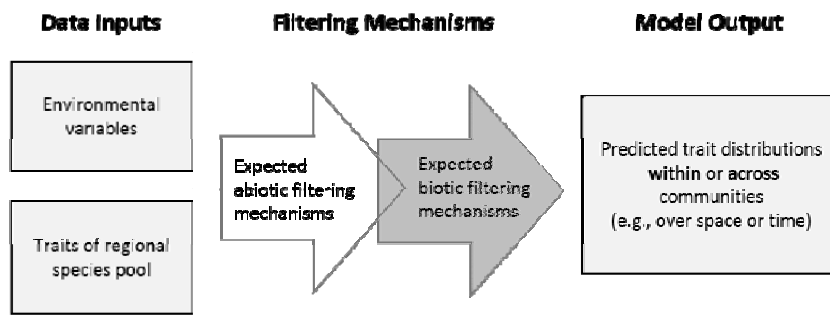 Data Inputs
Filtering Mechanisms
Model Output
Environmental
variables
Traits of regional
species pool
Expected
abiotic filtering
mechanisms
Expected
biotic filtering
mechanisms
Predicted trait distributions
within or across
communities
(e.g., over space or time)